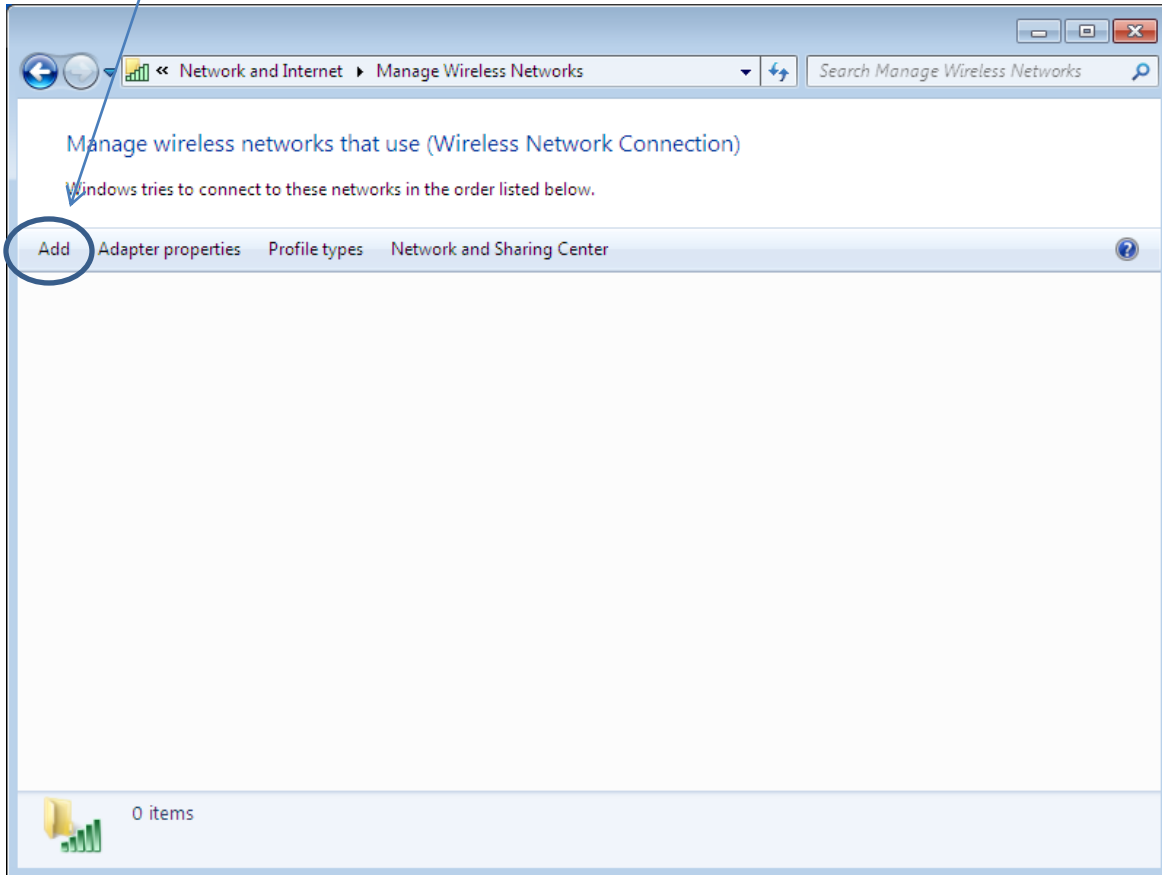 « Network and Internet ▸ Manage Wireless Networks
Search Manage Wireless Networks
Manage wireless networks that use (Wireless Network Connection)
Windows tries to connect to these networks in the order listed below.
Add Adapter properties Profile types Network and Sharing Center
0 items